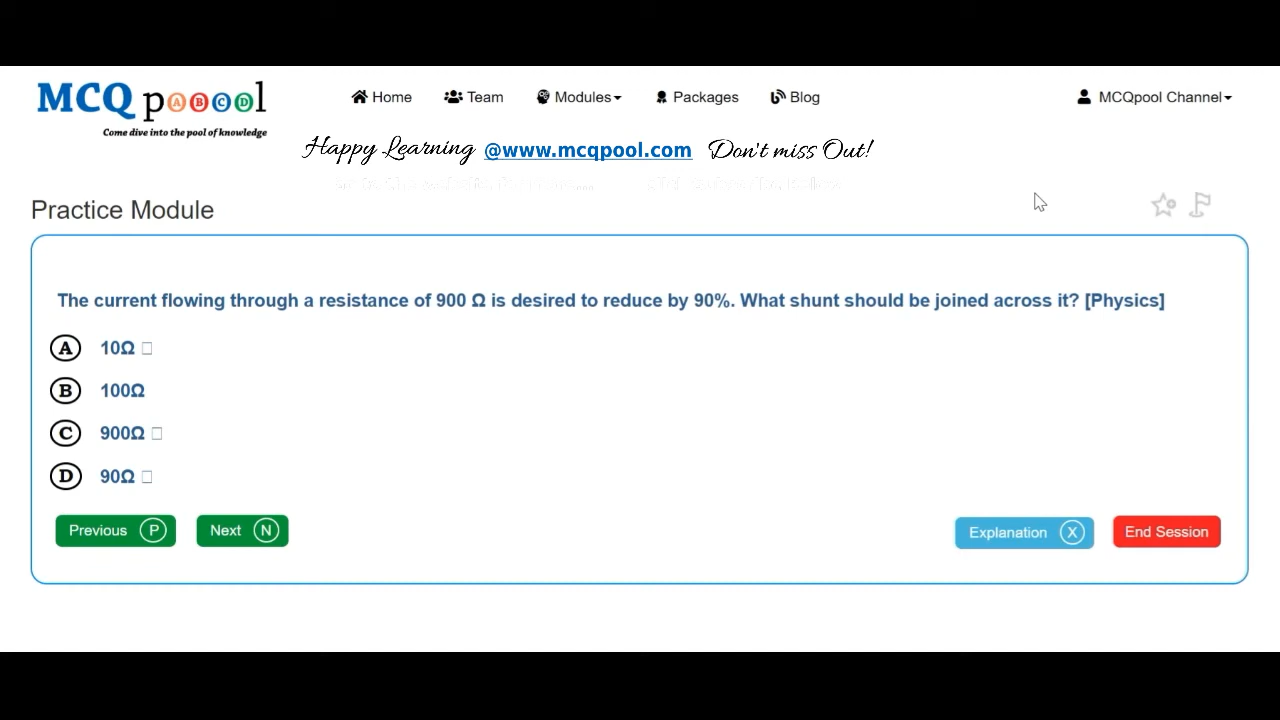 MCQ pABCDl
Come dive into the pool of knowledge
Home Team Modules Packages Blog MCQpool Channel
Happy Learning @www.mcqpool.com Don't miss Out!
Practice Module
The current flowing through a resistance of 900 Ω is desired to reduce by 90%. What shunt should be joined across it? [Physics]
A 10Ω □
B 100Ω
C 900Ω □
D 90Ω □
Previous P Next N Explanation X End Session